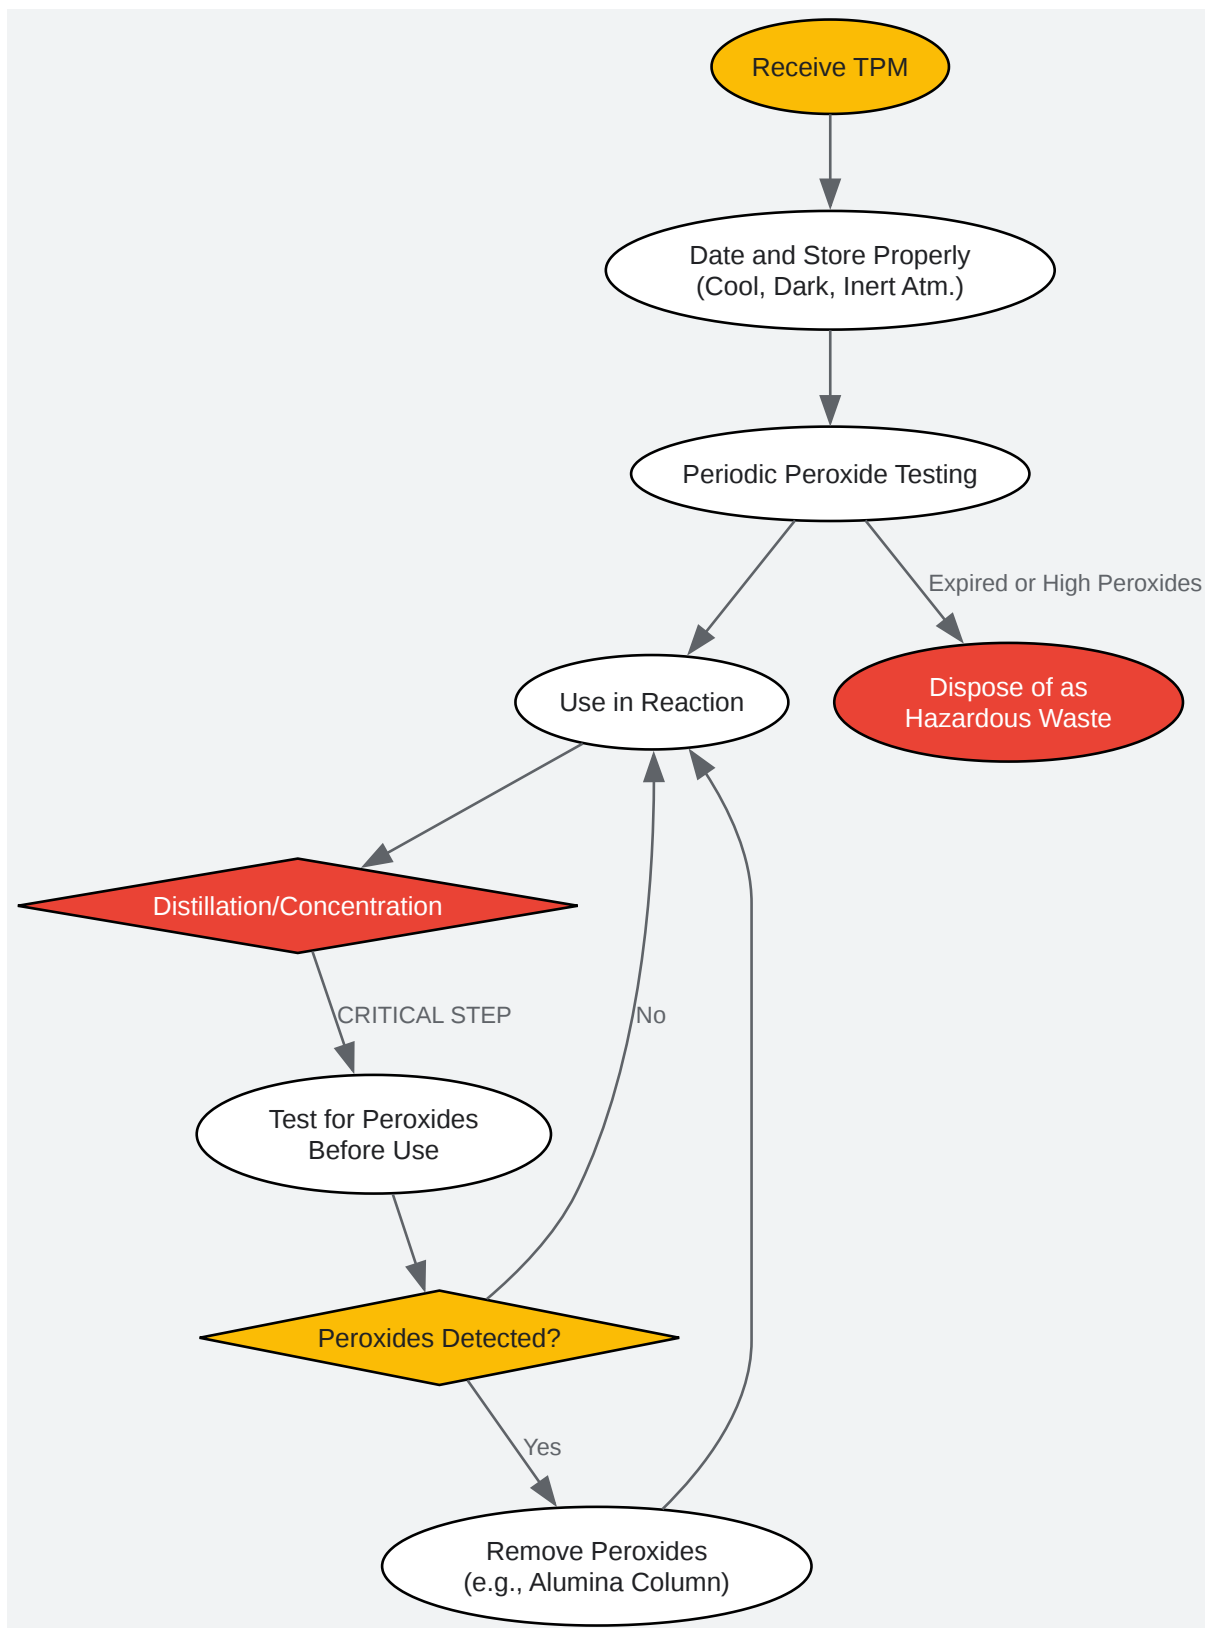 Receive TPM
Date and Store Properly
(Cool, Dark, Inert Atm.)
Periodic Peroxide Testing
Expired or High Peroxides
Use in Reaction
Dispose of as
Hazardous Waste
Distillation/Concentration
CRITICAL STEP
No
Test for Peroxides
Before Use
Peroxides Detected?
Yes
Remove Peroxides
(e.g., Alumina Column)